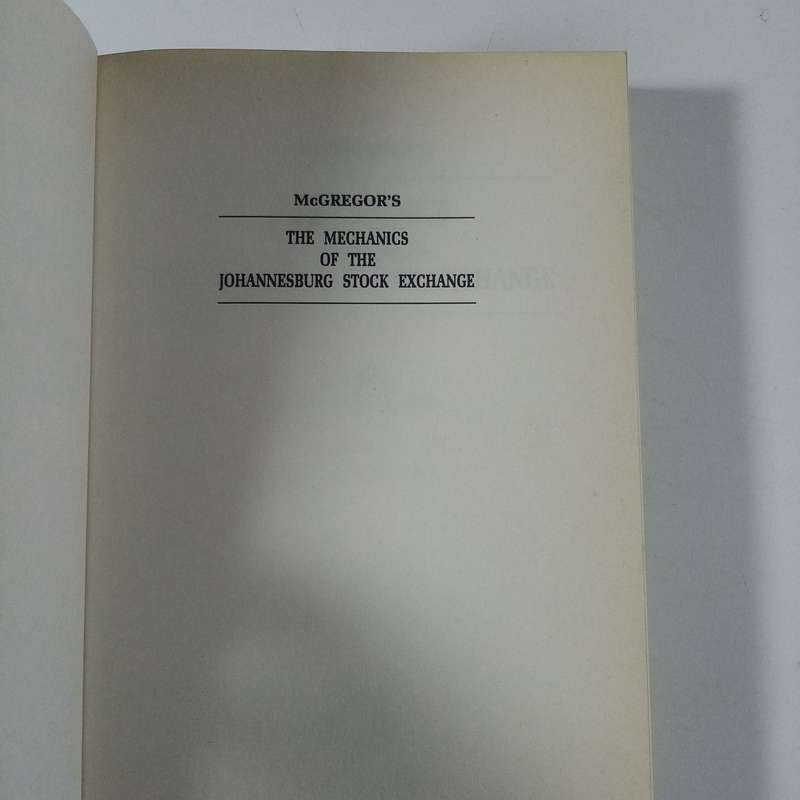 McGREGOR'S
THE MECHANICS
OF THE
JOHANNESBURG STOCK EXCHANGE